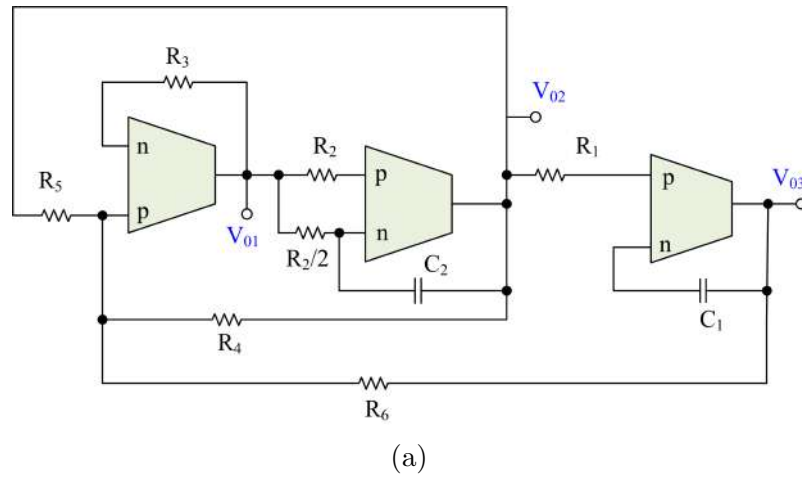 R₃
V₀₂
n
R₂
R₁
p
p
V₀₃
R₅
p
n
n
V₀₁
R₂/2
C₂
C₁
R₄
R₆
(a)